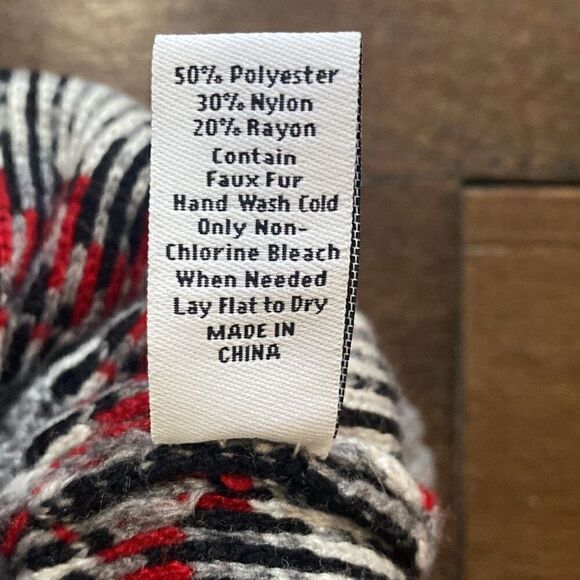 50% Polyester
30% Nylon
20% Rayon
Contain
Faux Fur
Hand Wash Cold
Only Non-
Chlorine Bleach
When Needed
Lay Flat to Dry
MADE IN
CHINA